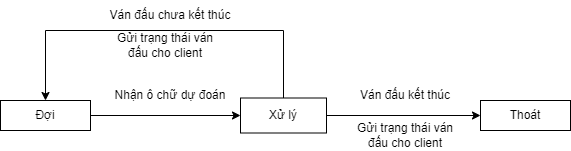 Ván đấu chưa kết thúc
Gửi trạng thái ván
đấu cho client
Nhận ô chữ dự đoán
Ván đấu kết thúc
Đợi
Xử lý
Thoát
Gửi trạng thái ván
đấu cho client